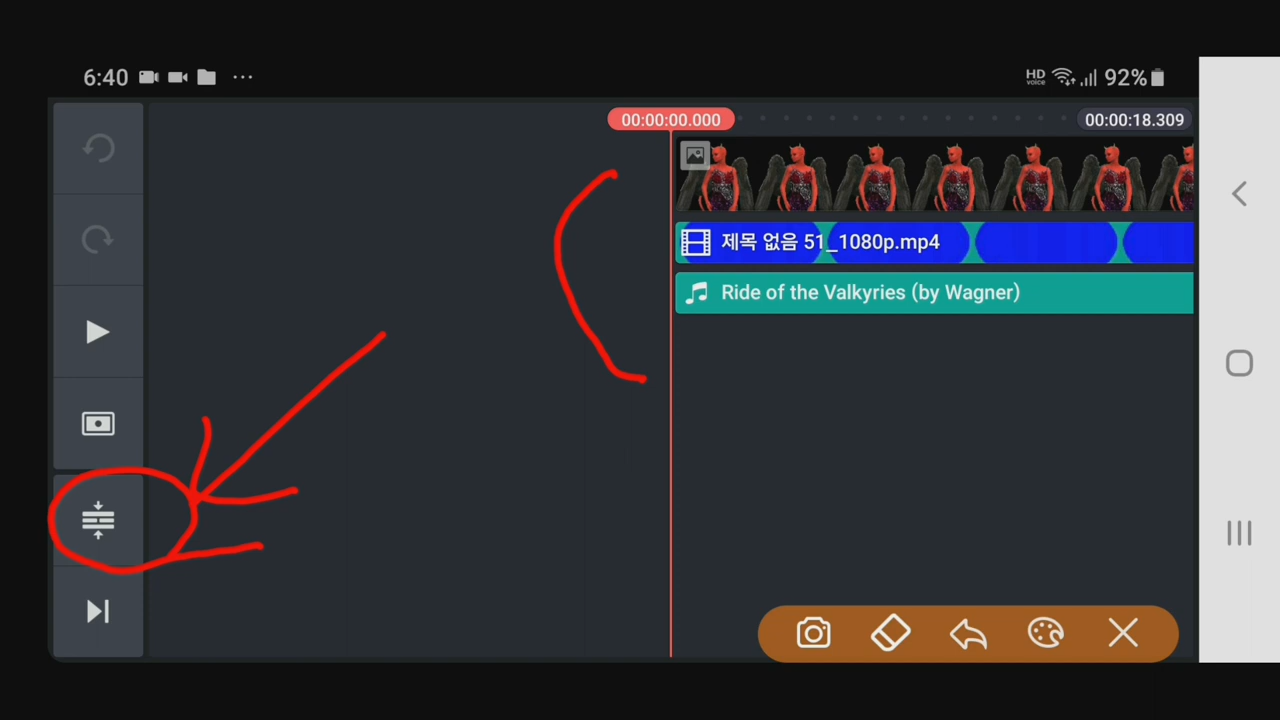 6:40
HD voice 92%
00:00:00.000
00:00:18.309
제목 없음 51_1080p.mp4
Ride of the Valkyries (by Wagner)